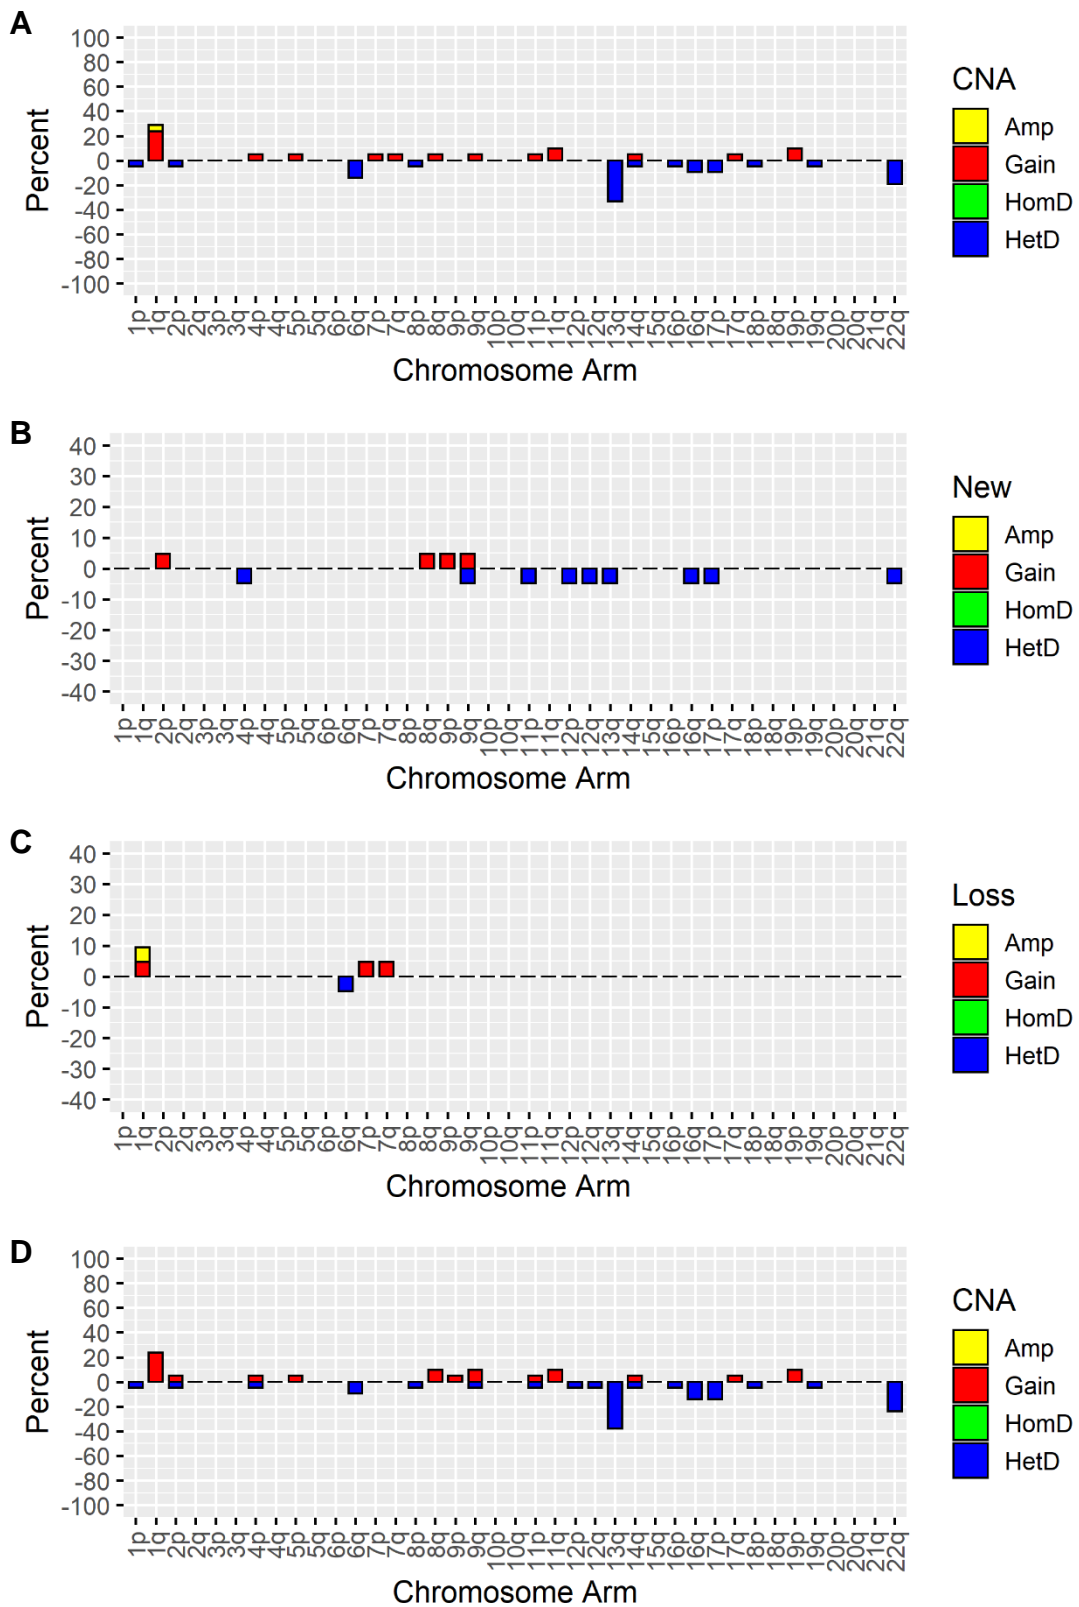 A
100
80
60
40
20
0
-20
-40
-60
-80
-100
Percent
1p 1q 2p 2q 3p 3q 4p 4q 5p 5q 6p 6q 7p 7q 8p 8q 9p 9q 10p 10q 11p 11q 12p 12q 13q 14q 15q 16p 16q 17p 17q 18p 18q 19p 19q 20p 20q 21q 22q
Chromosome Arm
CNA
Amp
Gain
HomD
HetD
B
40
30
20
10
0
-10
-20
-30
-40
Percent
1p 1q 2p 2q 3p 3q 4p 4q 5p 5q 6p 6q 7p 7q 8p 8q 9p 9q 10p 10q 11p 11q 12p 12q 13q 14q 15q 16p 16q 17p 17q 18p 18q 19p 19q 20p 20q 21q 22q
Chromosome Arm
New
Amp
Gain
HomD
HetD
C
40
30
20
10
0
-10
-20
-30
-40
Percent
1p 1q 2p 2q 3p 3q 4p 4q 5p 5q 6p 6q 7p 7q 8p 8q 9p 9q 10p 10q 11p 11q 12p 12q 13q 14q 15q 16p 16q 17p 17q 18p 18q 19p 19q 20p 20q 21q 22q
Chromosome Arm
Loss
Amp
Gain
HomD
HetD
D
100
80
60
40
20
0
-20
-40
-60
-80
-100
Percent
1p 1q 2p 2q 3p 3q 4p 4q 5p 5q 6p 6q 7p 7q 8p 8q 9p 9q 10p 10q 11p 11q 12p 12q 13q 14q 15q 16p 16q 17p 17q 18p 18q 19p 19q 20p 20q 21q 22q
Chromosome Arm
CNA
Amp
Gain
HomD
HetD